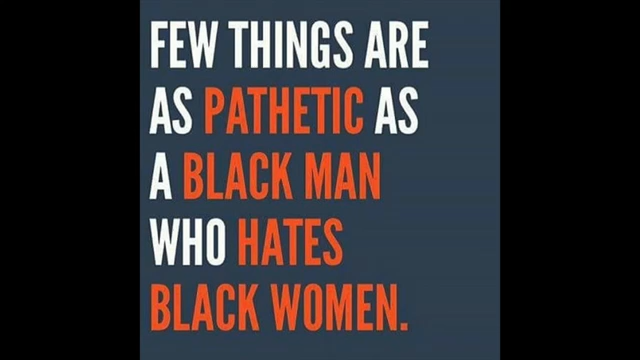 FEW THINGS ARE
AS PATHETIC AS
A BLACK MAN
WHO HATES
BLACK WOMEN.